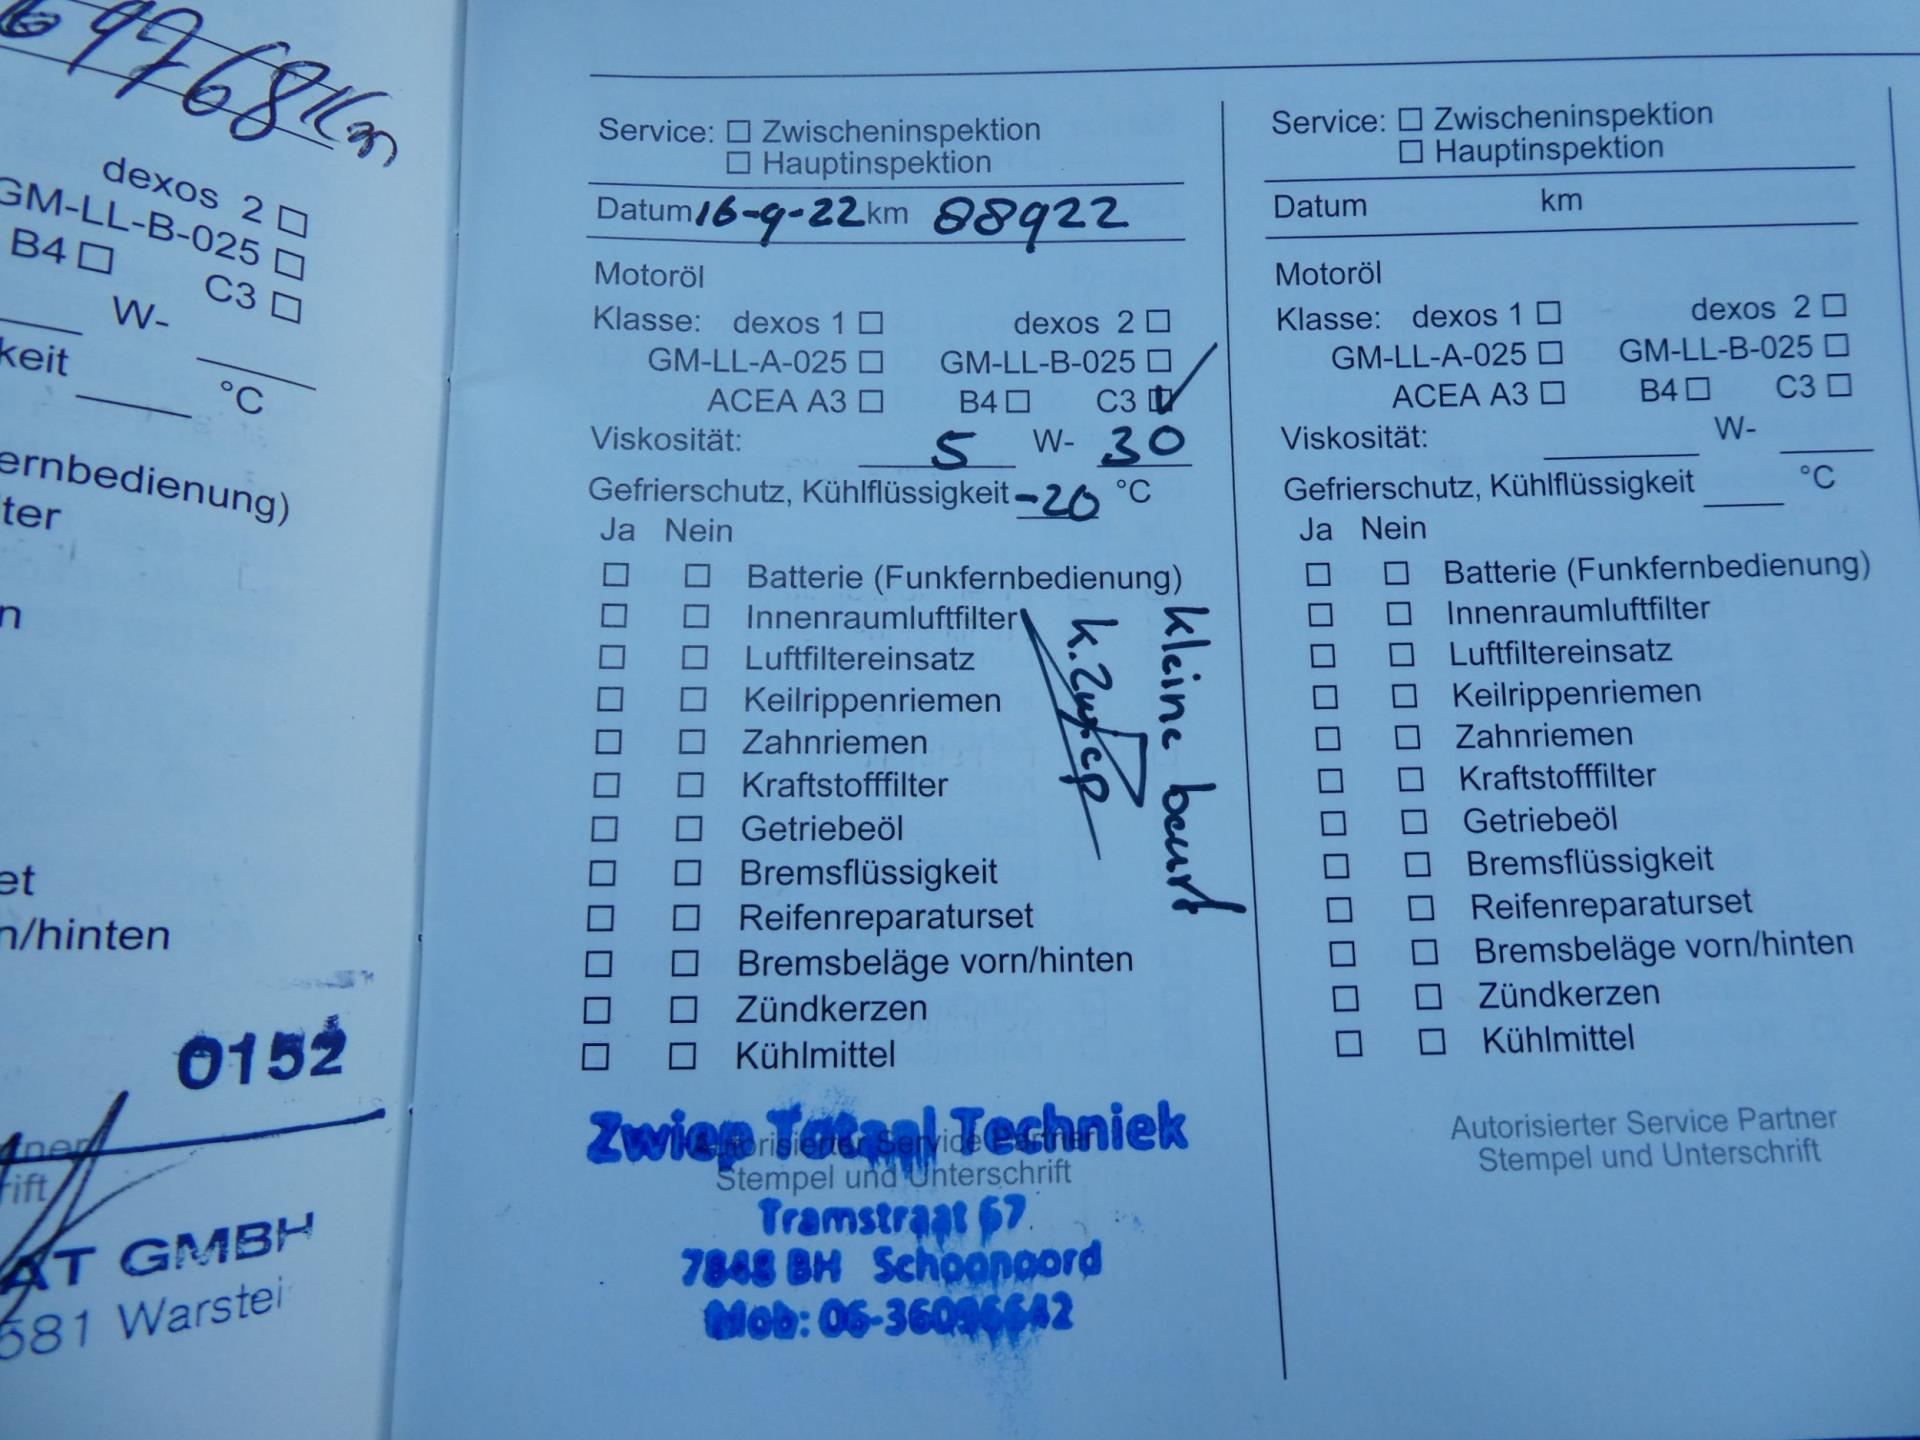 69768 Km
dexos 2
GM-LL-B-025
B4 C3
W-
keit °C
ernbedienung)
ter
n
et
n/hinten
0152
ner
rift
AT GMBH
581 Warstei
Service: Zwischeninspektion
Hauptinspektion
Datum 16-9-22 km 88922
Motoröl
Klasse: dexos 1 dexos 2
GM-LL-A-025 GM-LL-B-025
ACEA A3 B4 C3
Viskosität: 5 W- 30
Gefrierschutz, Kühlflüssigkeit -20 °C
Ja Nein
Batterie (Funkfernbedienung)
Innenraumluftfilter
Luftfiltereinsatz
Keilrippenriemen
Zahnriemen
Kraftstofffilter
Getriebeöl
Bremsflüssigkeit
Reifenreparaturset
Bremsbeläge vorn/hinten
Zündkerzen
Kühlmittel
kleine beurt
K. Zwiep
Zwiep Totaal Techniek
Autorisierter Service Partner
Stempel und Unterschrift
Tramstraat 67
7848 BH Schoonoord
Mob:
Service: Zwischeninspektion
Hauptinspektion
Datum km
Motoröl
Klasse: dexos 1 dexos 2
GM-LL-A-025 GM-LL-B-025
ACEA A3 B4 C3
Viskosität: W-
Gefrierschutz, Kühlflüssigkeit °C
Ja Nein
Batterie (Funkfernbedienung)
Innenraumluftfilter
Luftfiltereinsatz
Keilrippenriemen
Zahnriemen
Kraftstofffilter
Getriebeöl
Bremsflüssigkeit
Reifenreparaturset
Bremsbeläge vorn/hinten
Zündkerzen
Kühlmittel
Autorisierter Service Partner
Stempel und Unterschrift